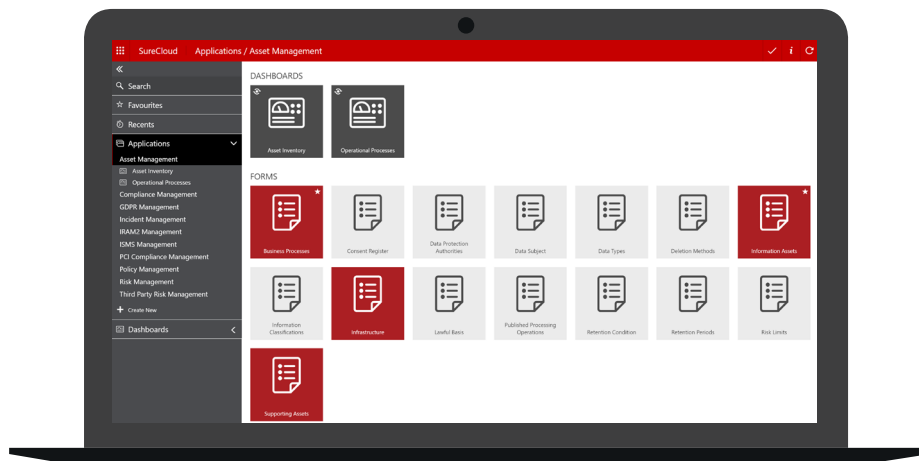 SureCloud
Applications / Asset Management
Search
Favourites
Recents
Applications
Asset Management
Asset Inventory
Operational Processes
Compliance Management
GDPR Management
Incident Management
IRAM2 Management
ISMS Management
PCI Compliance Management
Policy Management
Risk Management
Third Party Risk Management
Create New
Dashboards
DASHBOARDS
Asset Inventory
Operational Processes
FORMS
Business Processes
Consent Register
Data Protection
Authorities
Data Subject
Data Types
Deletion Methods
Information Assets
Information
Classifications
Infrastructure
Lawful Basis
Published Processing
Operations
Retention Condition
Retention Periods
Risk Limits
Supporting Assets